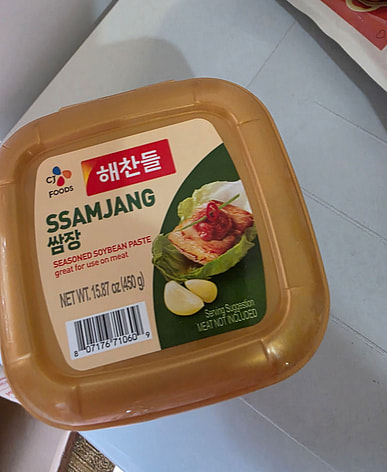 CJ
FOODS
해찬들
SSAMJANG
쌈장
SEASONED SOYBEAN PASTE
great for use on meat
NET WT. 15.87 oz (450 g)
8 07176 71060 9
Serving Suggestion
MEAT NOT INCLUDED